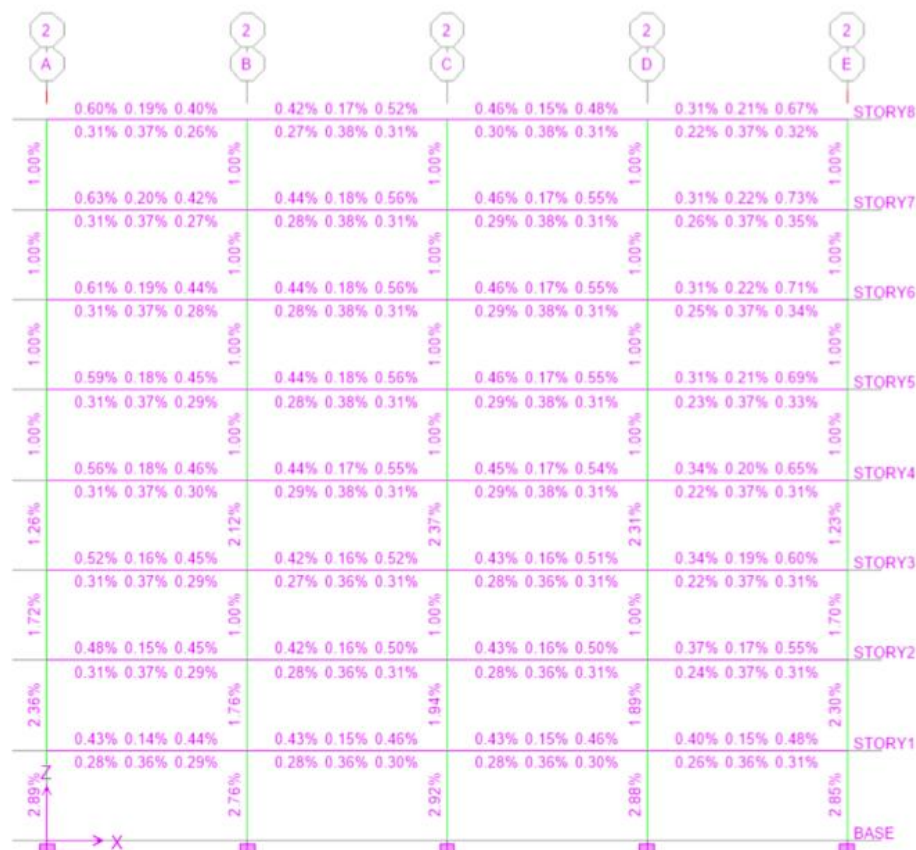 2 2 2 2 2
A B C D E
0.60% 0.19% 0.40% 0.42% 0.17% 0.52% 0.46% 0.15% 0.48% 0.31% 0.21% 0.67% STORY8
0.31% 0.37% 0.26% 0.27% 0.38% 0.31% 0.30% 0.38% 0.31% 0.22% 0.37% 0.32%
1.00% 1.00% 1.00% 1.00% 1.00%
0.63% 0.20% 0.42% 0.44% 0.18% 0.56% 0.46% 0.17% 0.55% 0.31% 0.22% 0.73% STORY7
0.31% 0.37% 0.27% 0.28% 0.38% 0.31% 0.29% 0.38% 0.31% 0.26% 0.37% 0.35%
1.00% 1.00% 1.00% 1.00% 1.00%
0.61% 0.19% 0.44% 0.44% 0.18% 0.56% 0.46% 0.17% 0.55% 0.31% 0.22% 0.71% STORY6
0.31% 0.37% 0.28% 0.28% 0.38% 0.31% 0.29% 0.38% 0.31% 0.25% 0.37% 0.34%
1.00% 1.00% 1.00% 1.00% 1.00%
0.59% 0.18% 0.45% 0.44% 0.18% 0.56% 0.46% 0.17% 0.55% 0.31% 0.21% 0.69% STORY5
0.31% 0.37% 0.29% 0.28% 0.38% 0.31% 0.29% 0.38% 0.31% 0.23% 0.37% 0.33%
1.00% 1.00% 1.00% 1.00% 1.00%
0.56% 0.18% 0.46% 0.44% 0.17% 0.55% 0.45% 0.17% 0.54% 0.34% 0.20% 0.65% STORY4
0.31% 0.37% 0.30% 0.29% 0.38% 0.31% 0.29% 0.38% 0.31% 0.22% 0.37% 0.31%
1.26% 2.12% 2.37% 2.31% 1.23%
0.52% 0.16% 0.45% 0.42% 0.16% 0.52% 0.43% 0.16% 0.51% 0.34% 0.19% 0.60% STORY3
0.31% 0.37% 0.29% 0.27% 0.36% 0.31% 0.28% 0.36% 0.31% 0.22% 0.37% 0.31%
1.72% 1.00% 1.00% 1.00% 1.70%
0.48% 0.15% 0.45% 0.42% 0.16% 0.50% 0.43% 0.16% 0.50% 0.37% 0.17% 0.55% STORY2
0.31% 0.37% 0.29% 0.28% 0.36% 0.31% 0.28% 0.36% 0.31% 0.24% 0.37% 0.31%
2.36% 1.76% 1.94% 1.89% 2.30%
0.43% 0.14% 0.44% 0.43% 0.15% 0.46% 0.43% 0.15% 0.46% 0.40% 0.15% 0.48% STORY1
0.28% 0.36% 0.29% 0.28% 0.36% 0.30% 0.28% 0.36% 0.30% 0.26% 0.36% 0.31%
2.89% 2.76% 2.92% 2.88% 2.85%
Z
X BASE